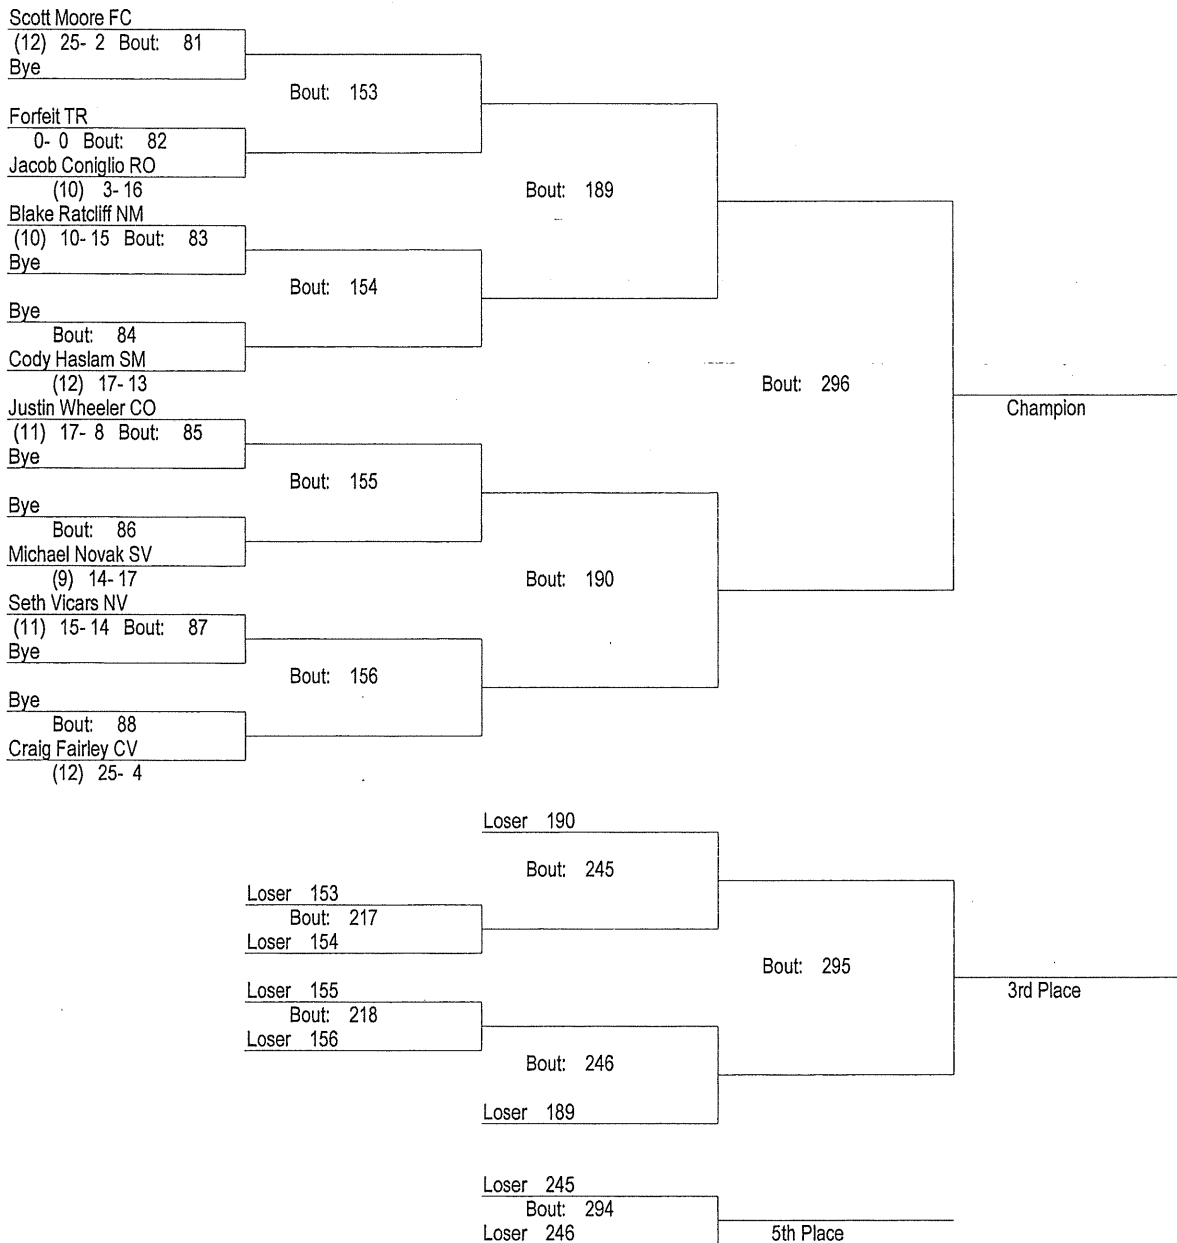 Scott Moore FC
(12) 25- 2 Bout: 81
Bye
Bout: 153
Forfeit TR
0- 0 Bout: 82
Jacob Coniglio RO
(10) 3- 16
Bout: 189
Blake Ratcliff NM
(10) 10- 15 Bout: 83
Bye
Bout: 154
Bye
Bout: 84
Cody Haslam SM
(12) 17- 13
Bout: 296
Champion
Justin Wheeler CO
(11) 17- 8 Bout: 85
Bye
Bout: 155
Bye
Bout: 86
Michael Novak SV
(9) 14- 17
Bout: 190
Seth Vicars NV
(11) 15- 14 Bout: 87
Bye
Bout: 156
Bye
Bout: 88
Craig Fairley CV
(12) 25- 4
Loser 190
Bout: 245
Loser 153
Bout: 217
Loser 154
Bout: 295
3rd Place
Loser 155
Bout: 218
Loser 156
Bout: 246
Loser 189
Loser 245
Bout: 294
Loser 246
5th Place